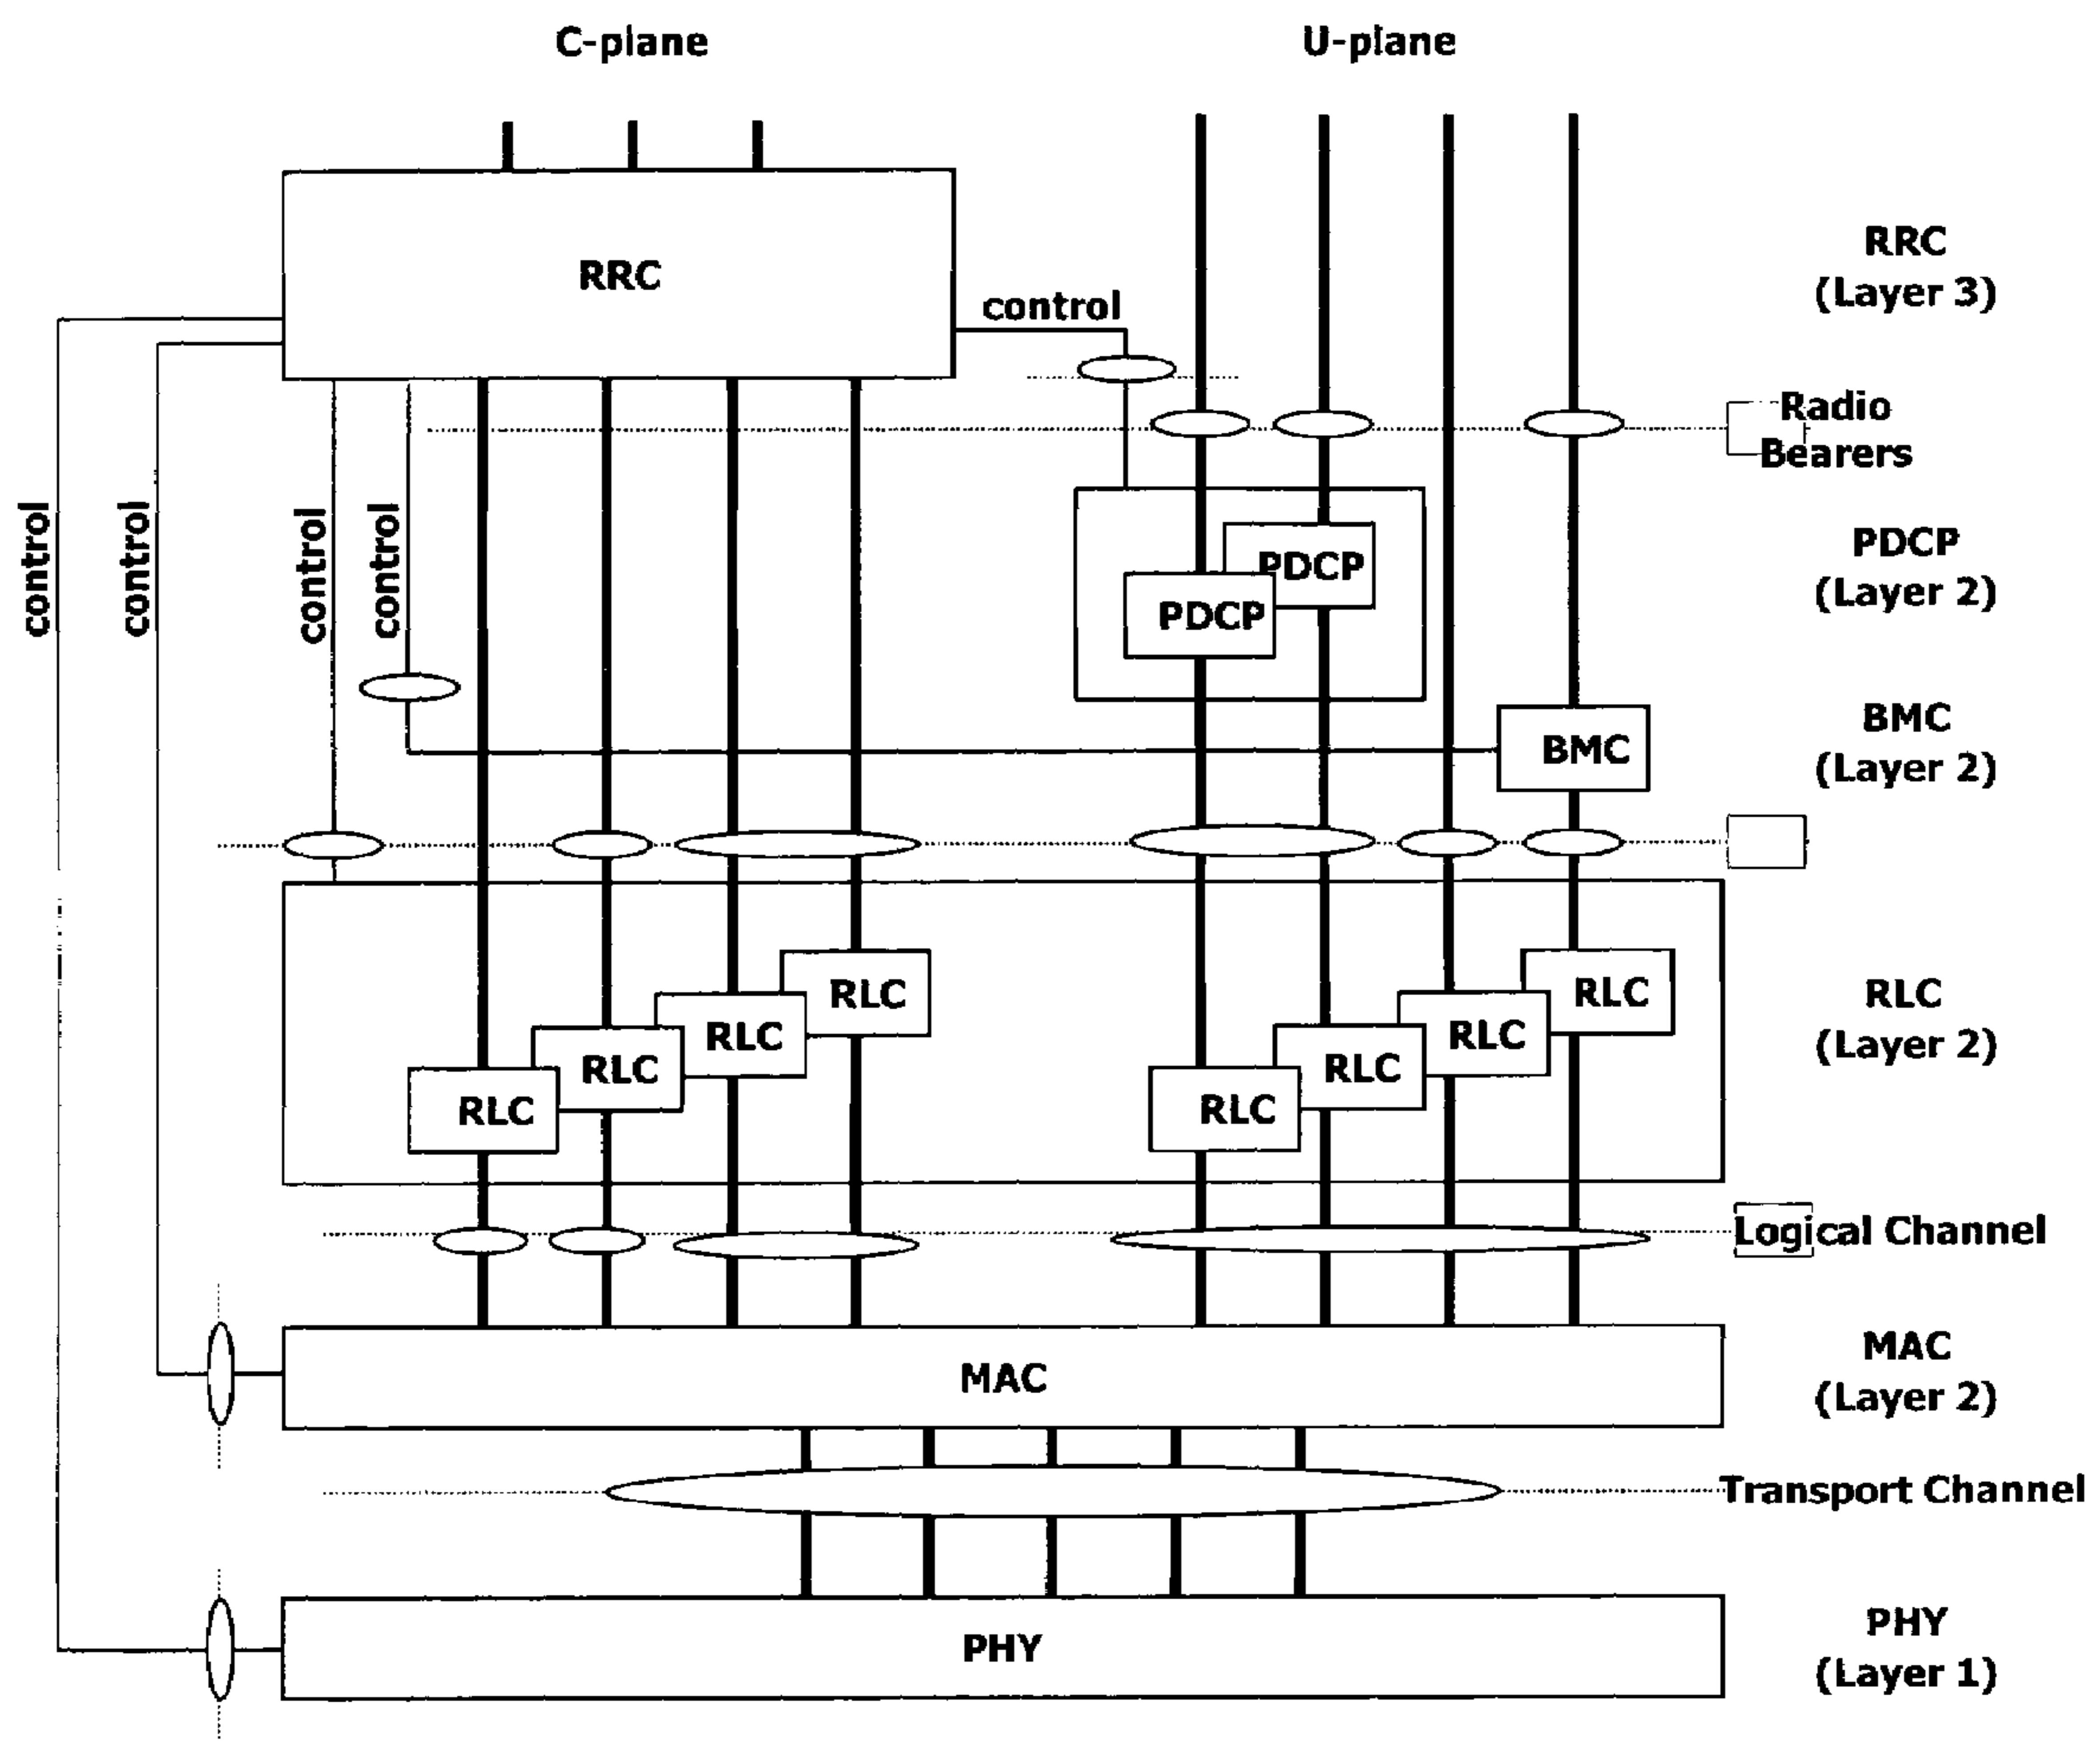 C-plane
U-plane
RRC
control
RRC
(Layer 3)
Radio
Bearers
control
control
control
control
PDCP
PDCP
PDCP
(Layer 2)
BMC
BMC
(Layer 2)
RLC
RLC
RLC
RLC
RLC
RLC
RLC
RLC
RLC
(Layer 2)
Logical Channel
MAC
MAC
(Layer 2)
Transport Channel
PHY
PHY
(Layer 1)